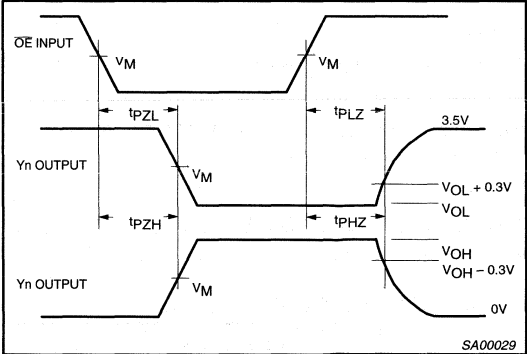 OE INPUT
VM
VM
tPZL
tPLZ
3.5V
Yn OUTPUT
VM
VOL + 0.3V
VOL
tPZH
tPHZ
VOH
VOH – 0.3V
Yn OUTPUT
VM
0V
SA00029